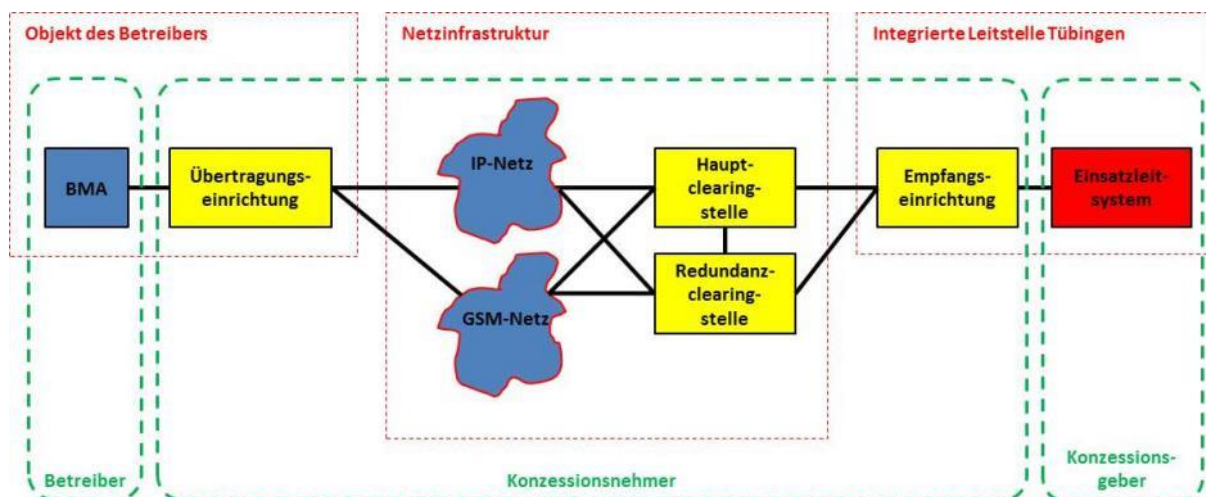 Objekt des Betreibers
Netzinfrastruktur
Integrierte Leitstelle Tübingen
BMA
Übertragungs-
einrichtung
IP-Netz
GSM-Netz
Haupt-
clearing-
stelle
Redundanz-
clearing-
stelle
Empfangs-
einrichtung
Einsatzleit-
system
Betreiber
Konzessionsnehmer
Konzessions-
geber